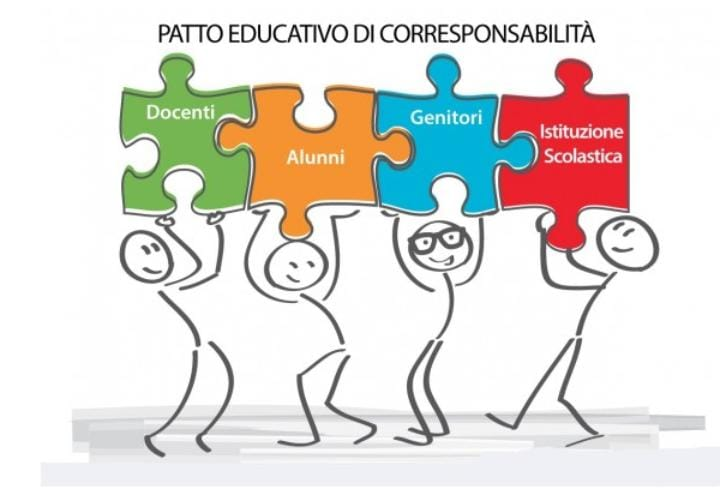 PATTO EDUCATIVO DI CORRESPONSABILITÀ
Docenti
Alunni
Genitori
Istituzione
Scolastica